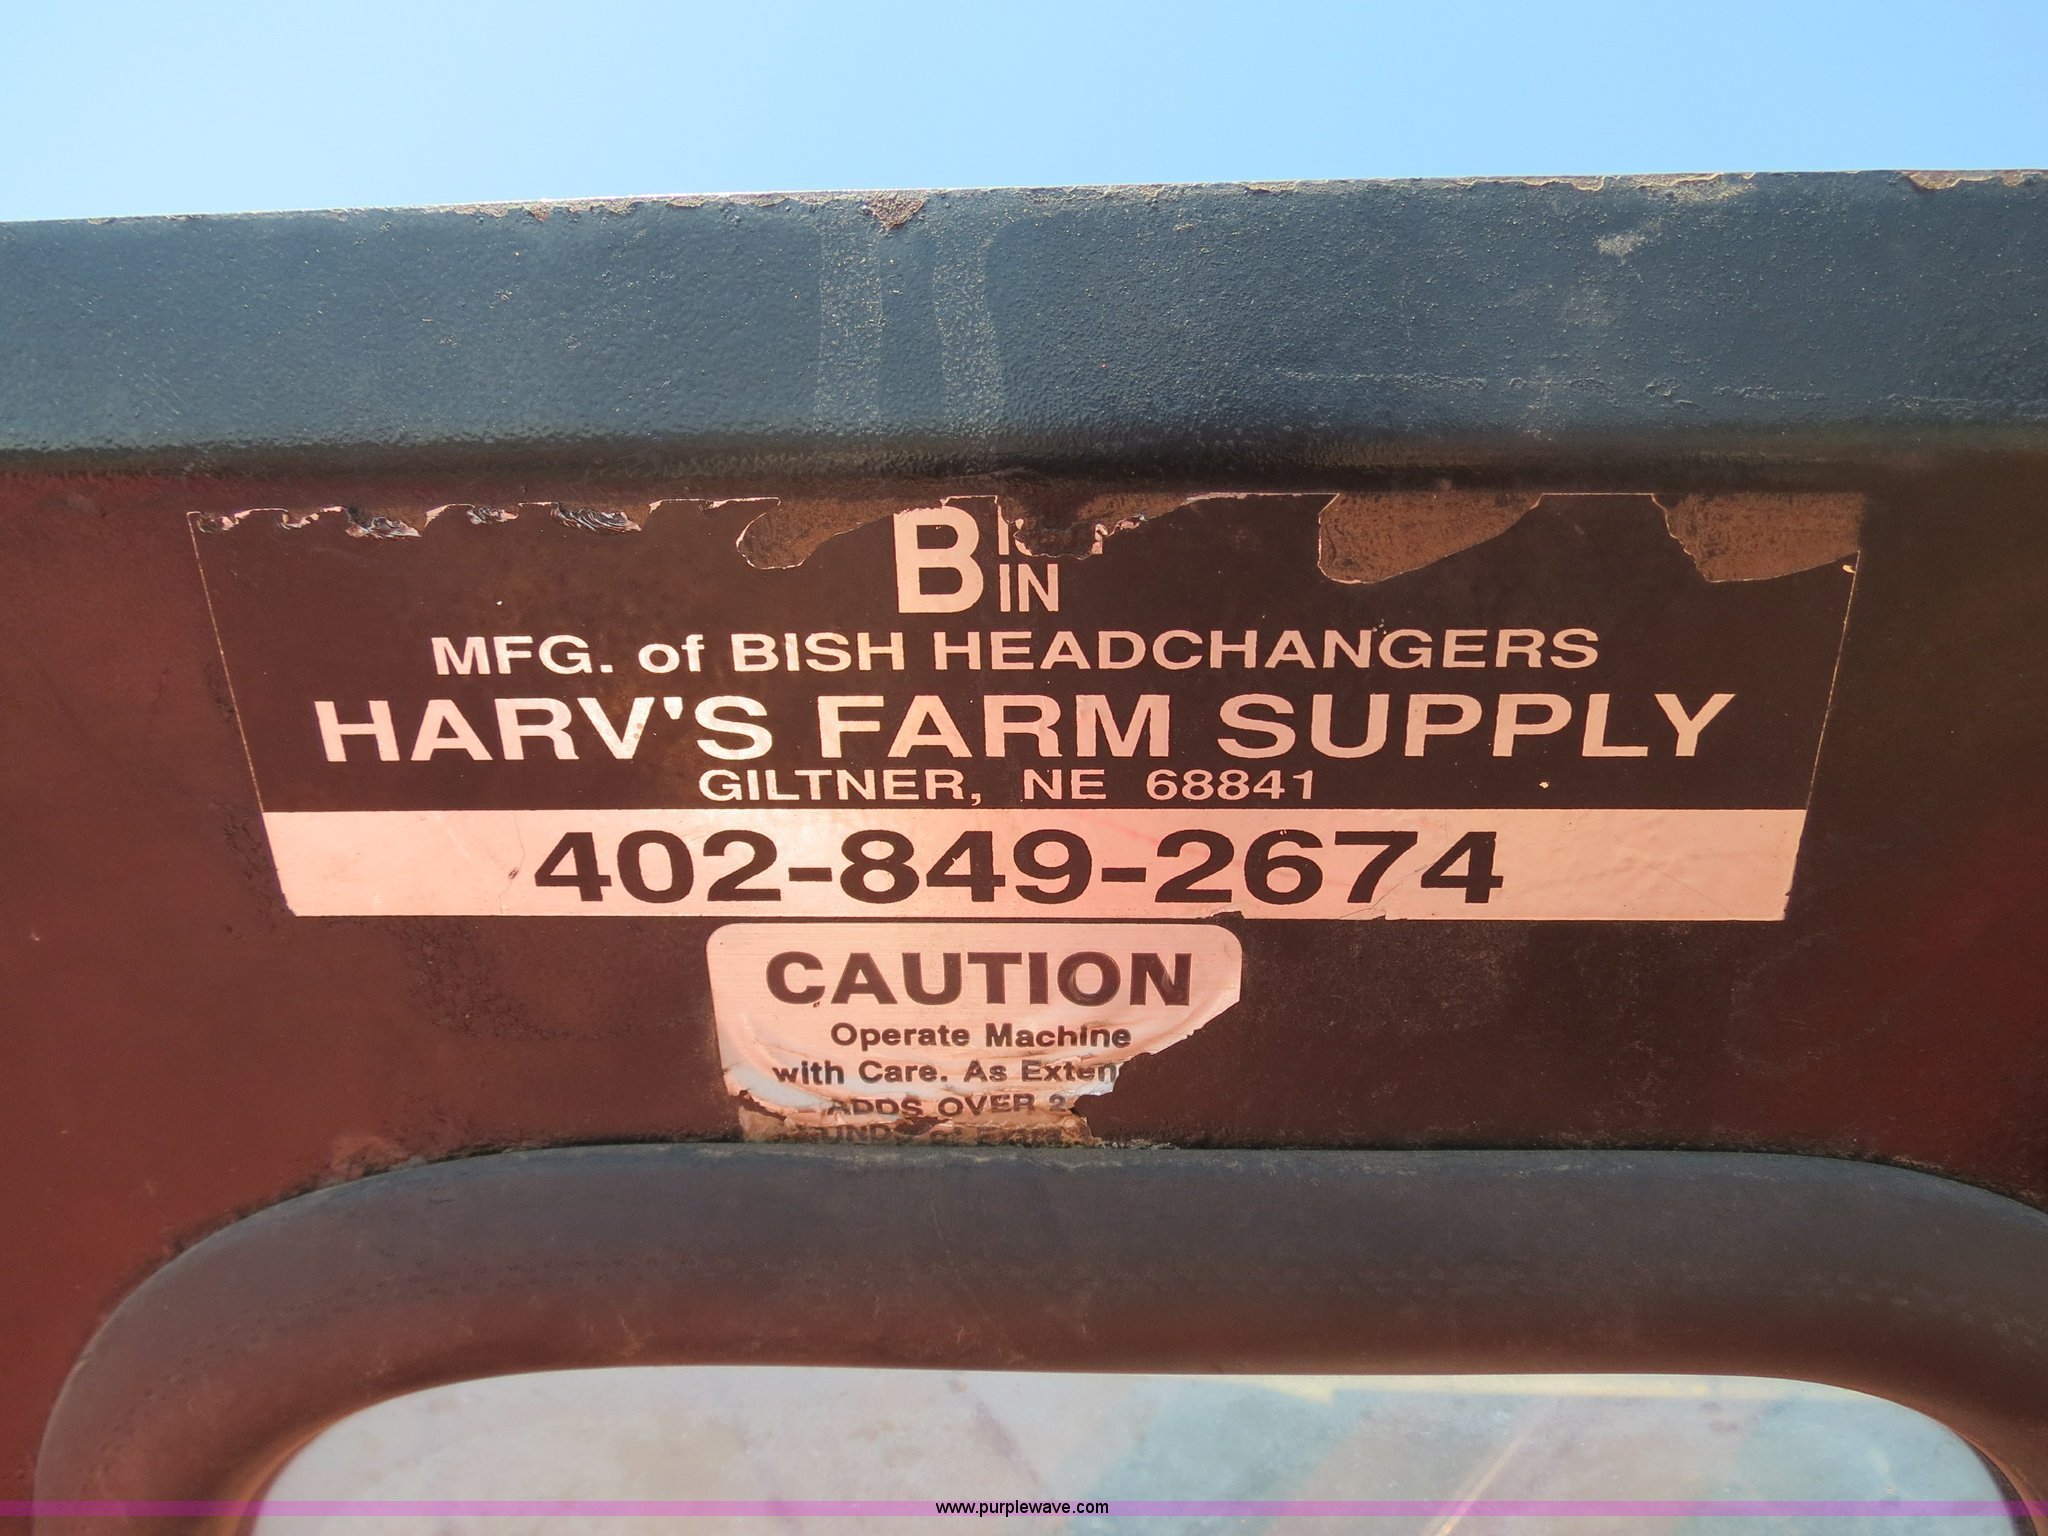 B IN
MFG. of BISH HEADCHANGERS
HARV'S FARM SUPPLY
GILTNER, NE 68841
402-849-2674
CAUTION
Operate Machine
with Care. As Exten
ADDS OVER 2
www.purplewave.com